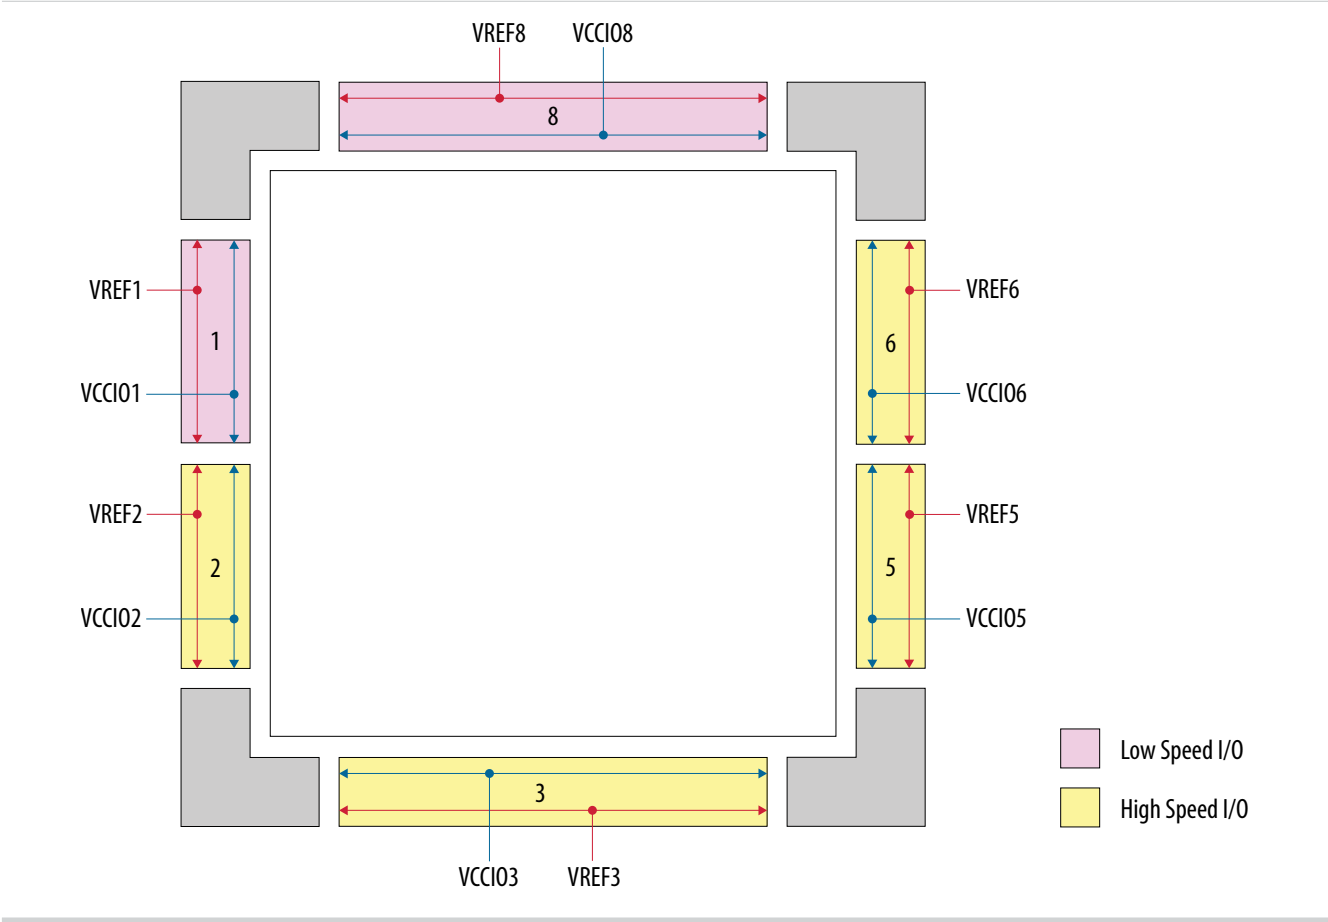 VREF8 VCCIO8
8
VREF1
1
VCCIO1
VREF6
6
VCCIO6
VREF2
2
VCCIO2
VREF5
5
VCCIO5
3
VCCIO3 VREF3
Low Speed I/O
High Speed I/O